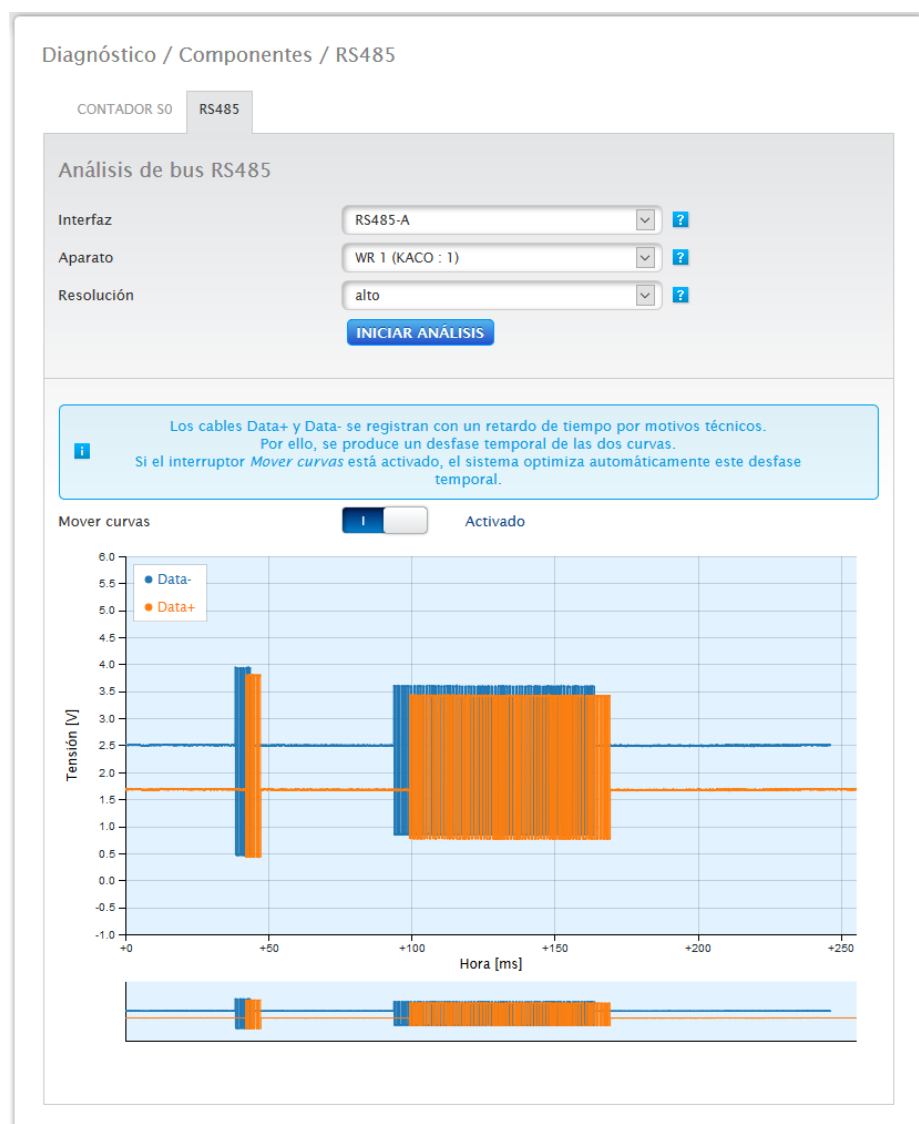 Diagnóstico / Componentes / RS485
CONTADOR S0
RS485
Análisis de bus RS485
Interfaz
RS485-A
?
Aparato
WR 1 (KACO : 1)
?
Resolución
alto
?
INICIAR ANÁLISIS
i
Los cables Data+ y Data- se registran con un retardo de tiempo por motivos técnicos.
Por ello, se produce un desfase temporal de las dos curvas.
Si el interruptor Mover curvas está activado, el sistema optimiza automáticamente este desfase
temporal.
Mover curvas
I
Activado
Data-
Data+
Tensión [V]
6.0
5.5
5.0
4.5
4.0
3.5
3.0
2.5
2.0
1.5
1.0
0.5
0.0
-0.5
-1.0
+0
+50
+100
+150
+200
+250
Hora [ms]